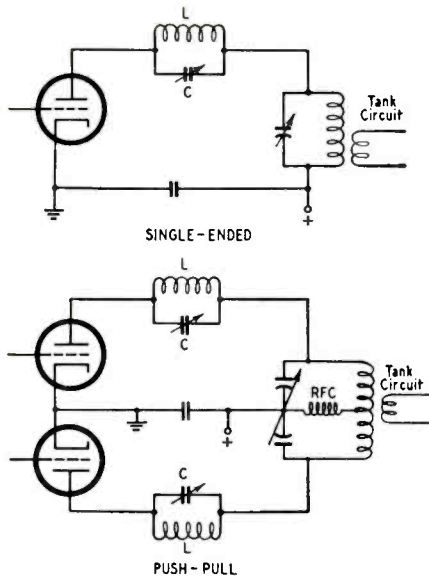 L
C
Tank
Circuit
+
SINGLE-ENDED
L
C
RFC
Tank
Circuit
+
C
L
PUSH-PULL